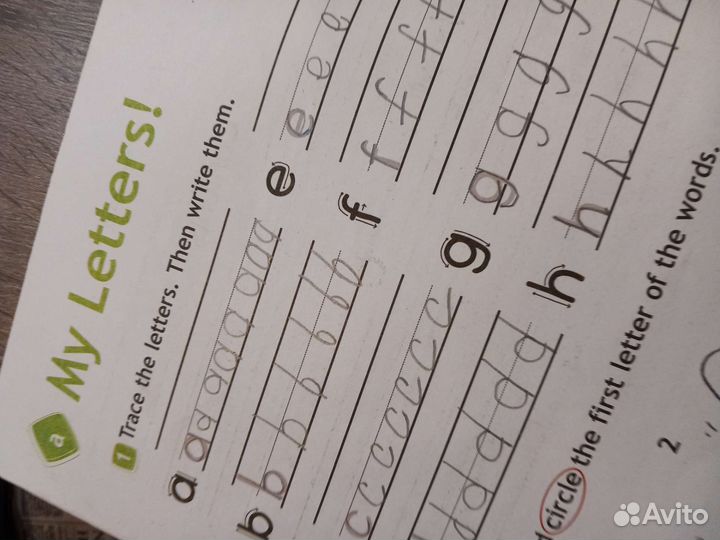 a My Letters!
1 Trace the letters. Then write them.
a a a a a a a a a
e e e e
b b b b b b
f f f f f
c c c c c c c
g g g g g
d d d d d
h h h h h h
circle the first letter of the words.
2
Avito